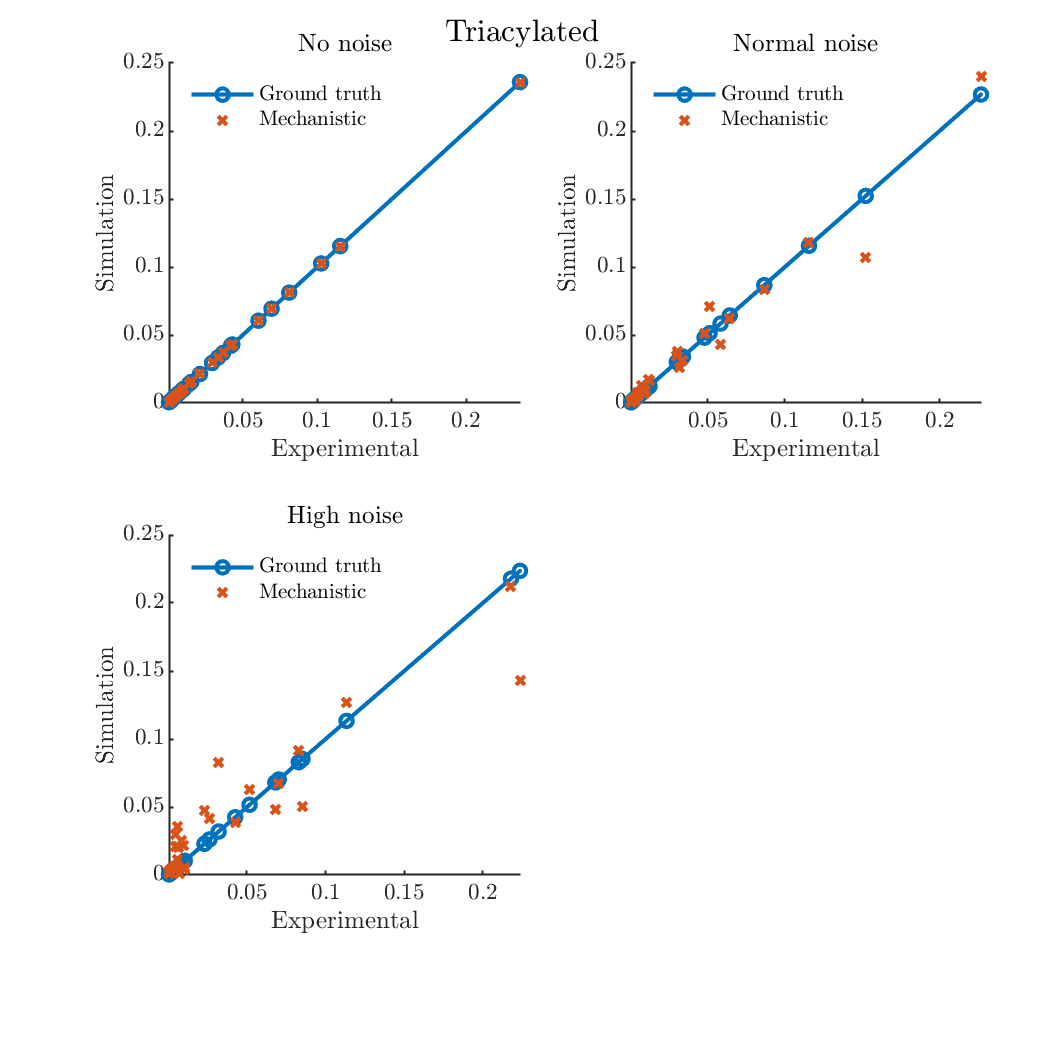 Triacylated
No noise
0.25
0.2
0.15
0.1
0.05
0
Simulation
Ground truth
Mechanistic
0.05 0.1 0.15 0.2
Experimental
Normal noise
0.25
0.2
0.15
0.1
0.05
0
Simulation
Ground truth
Mechanistic
0.05 0.1 0.15 0.2
Experimental
High noise
0.25
0.2
0.15
0.1
0.05
0
Simulation
Ground truth
Mechanistic
0.05 0.1 0.15 0.2
Experimental